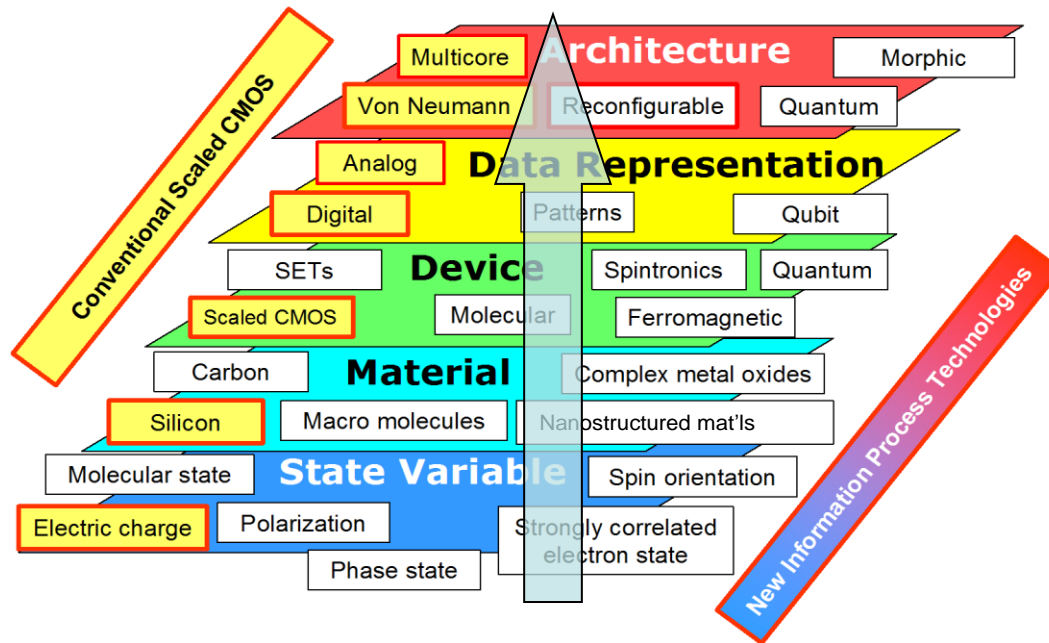 Architecture
Multicore
Morphic
Von Neumann
Reconfigurable
Quantum
Data Representation
Analog
Digital
Patterns
Qubit
Device
SETs
Spintronics
Quantum
Scaled CMOS
Molecular
Ferromagnetic
Material
Carbon
Complex metal oxides
Silicon
Macro molecules
Nanostructured mat'ls
State Variable
Molecular state
Spin orientation
Electric charge
Polarization
Strongly correlated
electron state
Phase state
Conventional Scaled CMOS
New Information Process Technologies